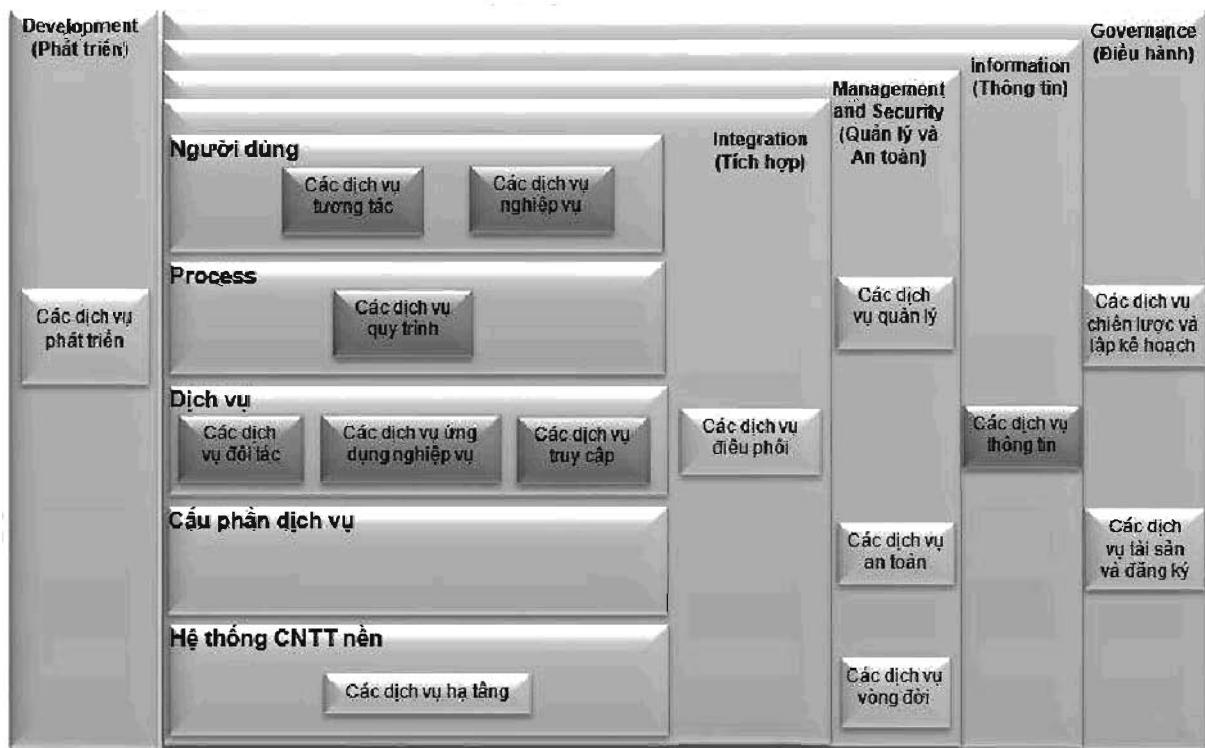 Development
(Phát triển)
Người dùng
Các dịch vụ
tương tác
Các dịch vụ
nghiệp vụ
Process
Các dịch vụ
quy trình
Các dịch vụ
phát triển
Dịch vụ
Các dịch
vụ đối tác
Các dịch vụ ứng
dụng nghiệp vụ
Các dịch vụ
truy cập
Cấu phần dịch vụ
Hệ thống CNTT nền
Các dịch vụ hạ tầng
Integration
(Tích hợp)
Các dịch vụ
điều phối
Management
and Security
(Quản lý và
An toàn)
Các dịch
vụ quản lý
Các dịch vụ
an toàn
Các dịch vụ
vòng đời
Information
(Thông tin)
Các dịch vụ
thông tin
Governance
(Điều hành)
Các dịch vụ
chiến lược và
lập kế hoạch
Các dịch
vụ tài sản
và đăng ký